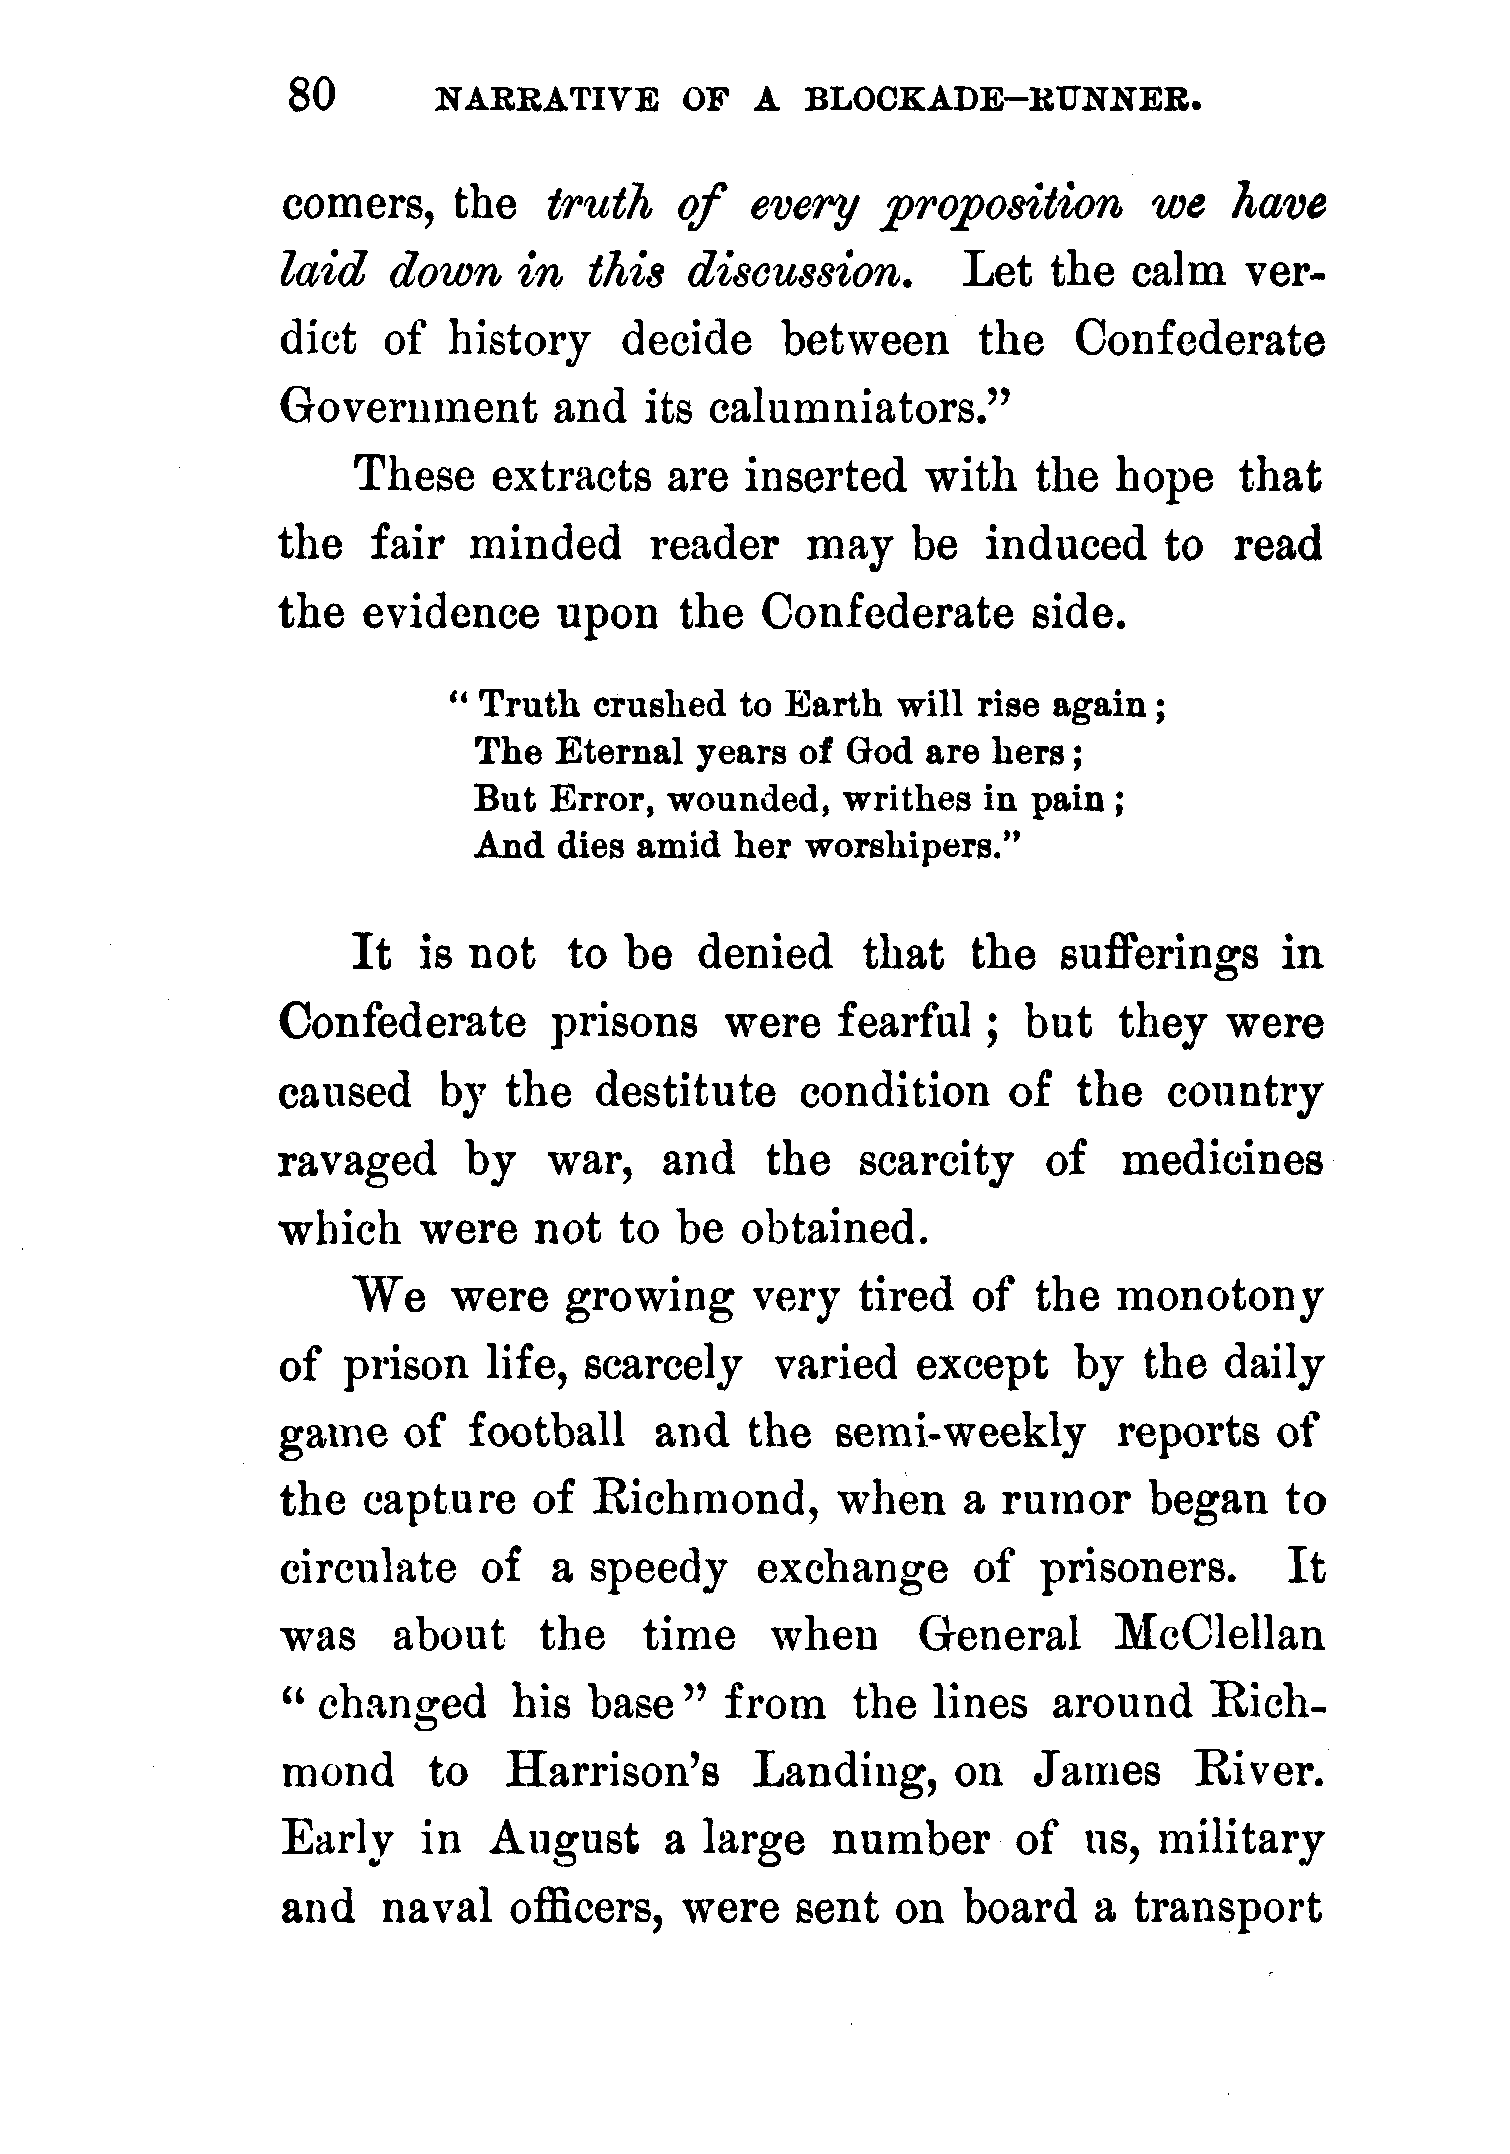 80 NARRATIVE OF A BLOCKADE-RUNNER.
comers, the truth of every proposition we have
laid down in this discussion. Let the calm ver-
dict of history decide between the Confederate
Government and its calumniators."
These extracts are inserted with the hope that
the fair minded reader may be induced to read
the evidence upon the Confederate side.
" Truth crushed to Earth will rise again ;
The Eternal years of God are hers ;
But Error, wounded, writhes in pain ;
And dies amid her worshipers."
It is not to be denied that the sufferings in
Confederate prisons were fearful ; but they were
caused by the destitute condition of the country
ravaged by war, and the scarcity of medicines
which were not to be obtained.
We were growing very tired of the monotony
of prison life, scarcely varied except by the daily
game of football and the semi-weekly reports of
the capture of Richmond, when a rumor began to
circulate of a speedy exchange of prisoners. It
was about the time when General McClellan
" changed his base " from the lines around Rich-
mond to Harrison's Landing, on James River.
Early in August a large number of us, military
and naval officers, were sent on board a transport